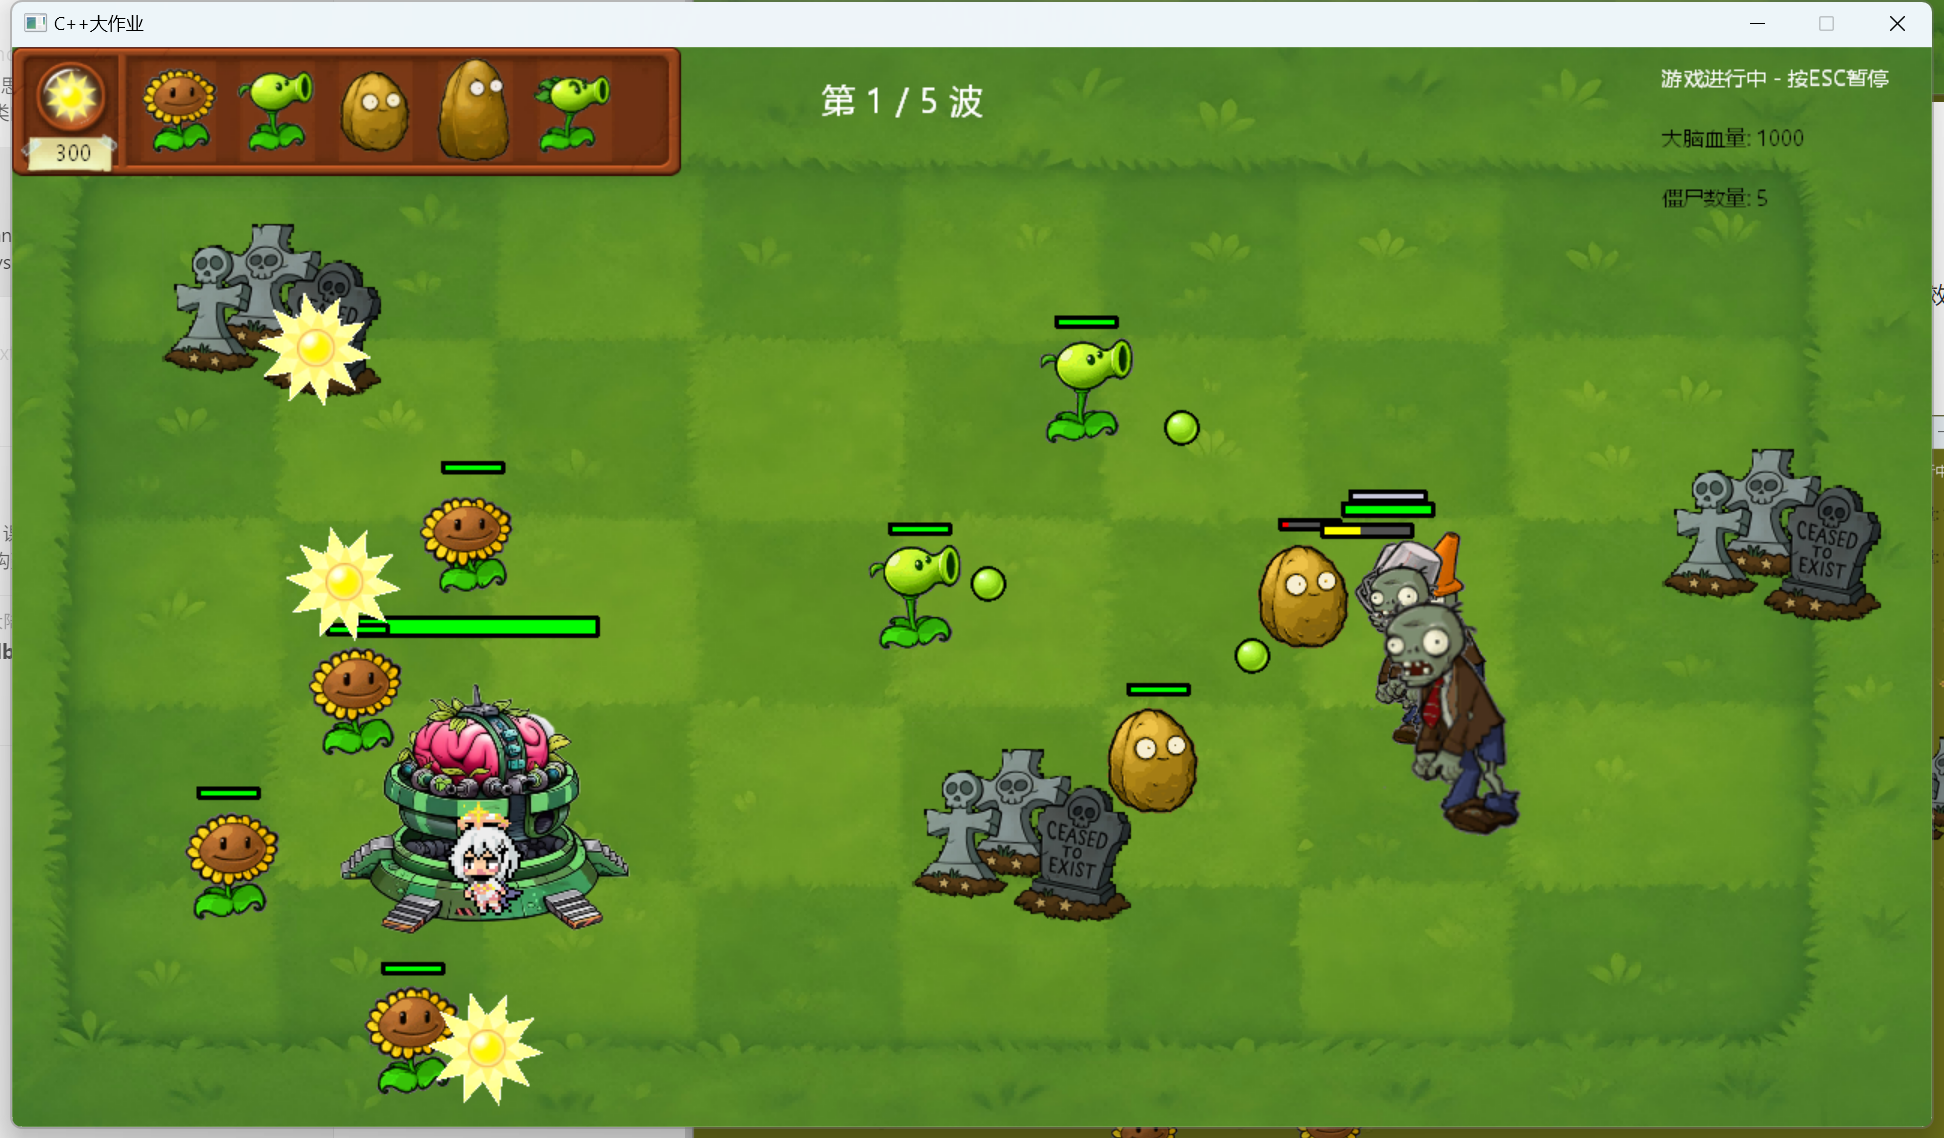 C++大作业
300
第 1 / 5 波
游戏进行中 - 按ESC暂停
大脑血量: 1000
僵尸数量: 5
CEASED
TO
EXIST
CEASED
TO
EXIST